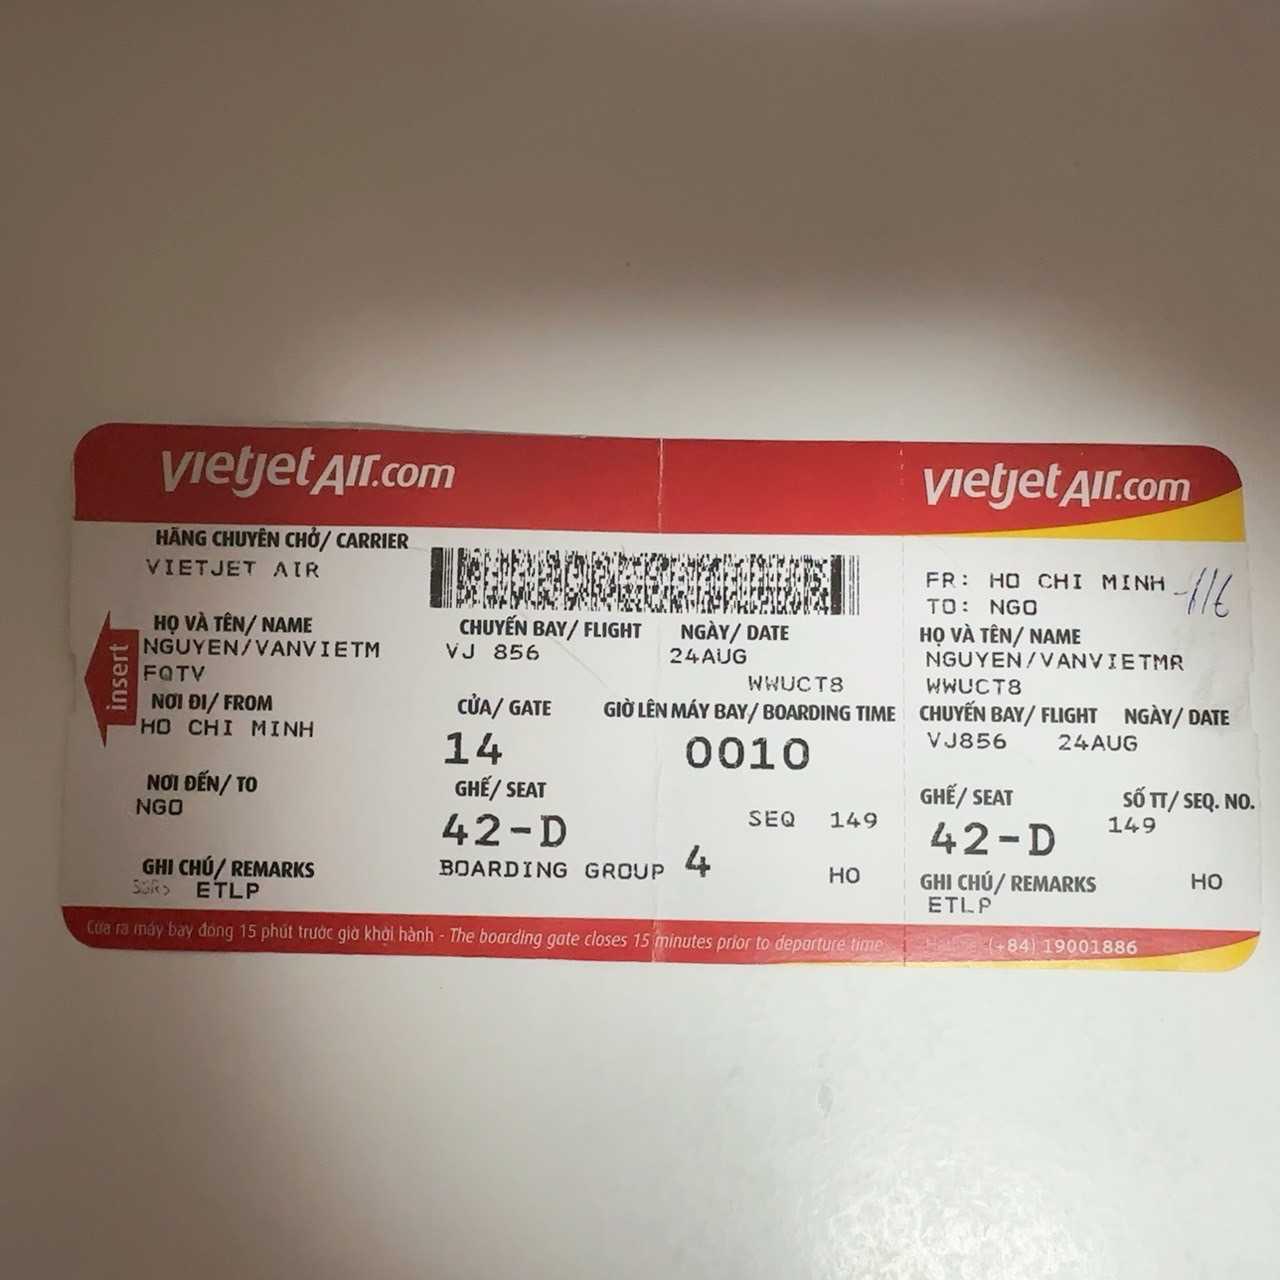 vietjet Air.com
vietjet Air.com
HÃNG CHUYÊN CHỞ/ CARRIER
VIETJET AIR
HỌ VÀ TÊN/ NAME
NGUYEN/VANVIETM
FQTV
insert
NƠI ĐI/ FROM
HO CHI MINH
NƠI ĐẾN/ TO
NGO
GHI CHÚ/ REMARKS
ETLP
CHUYẾN BAY/ FLIGHT
VJ 856
NGÀY/ DATE
24AUG
WWUCT8
CỬA/ GATE
14
GIỜ LÊN MÁY BAY/ BOARDING TIME
0010
GHẾ/ SEAT
42-D
SEQ 149
BOARDING GROUP 4
HO
FR: HO CHI MINH
TO: NGO
HỌ VÀ TÊN/ NAME
NGUYEN/VANVIETMR
WWUCT8
CHUYẾN BAY/ FLIGHT NGÀY/ DATE
VJ856 24AUG
GHẾ/ SEAT SỐ TT/ SEQ. NO.
42-D 149
GHI CHÚ/ REMARKS HO
ETLP
Cửa ra máy bay đóng 15 phút trước giờ khởi hành - The boarding gate closes 15 minutes prior to departure time
Hotline: (+84) 19001886